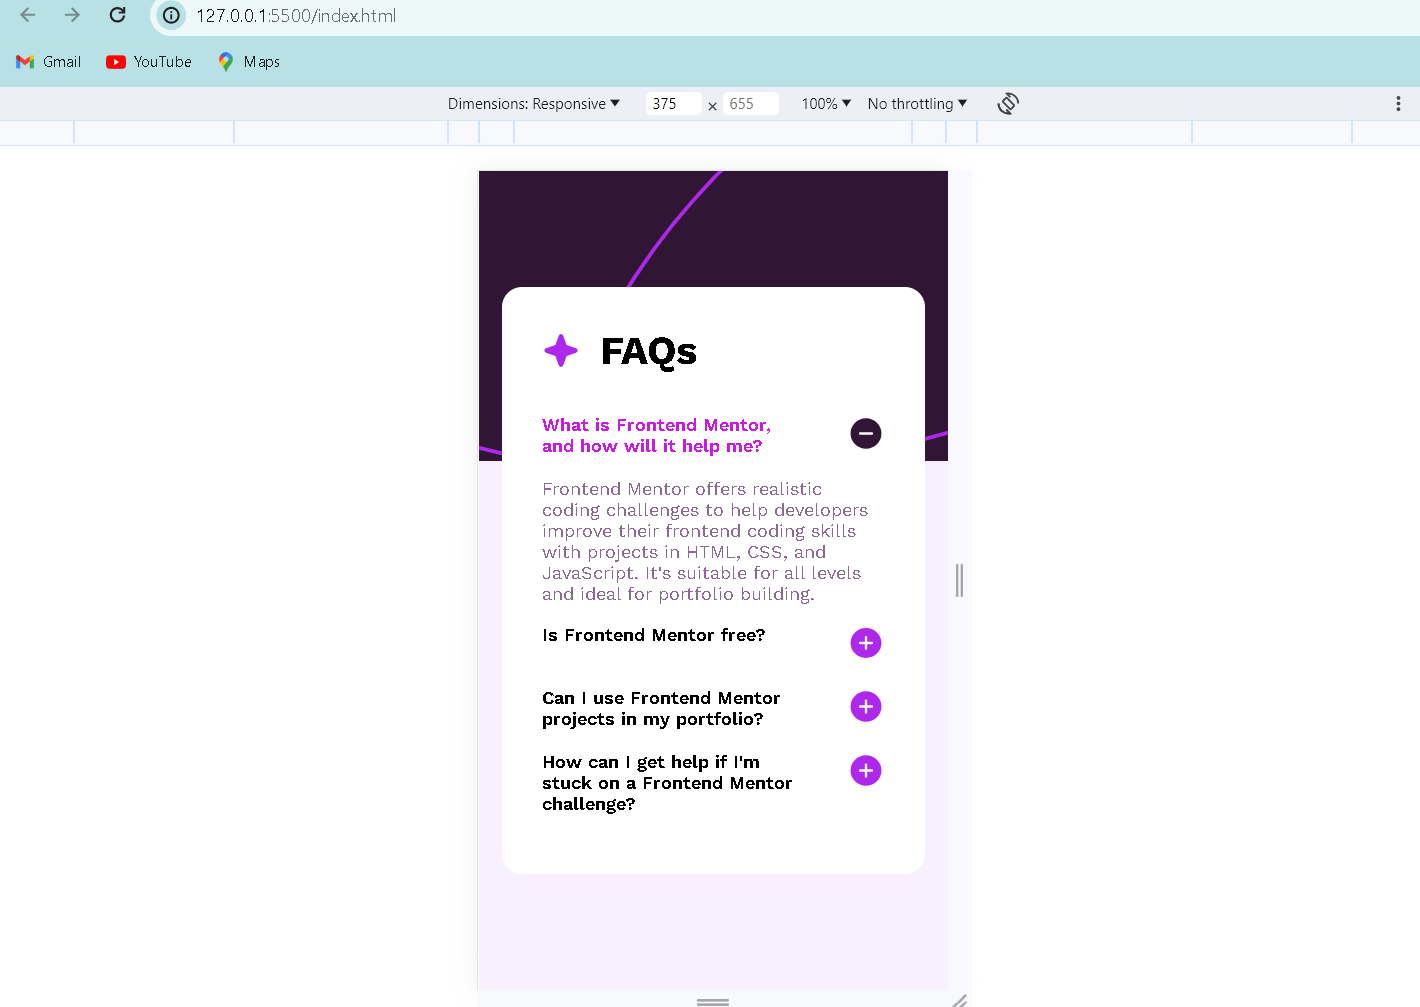 127.0.0.1:5500/index.html
Gmail YouTube Maps
Dimensions: Responsive 375 × 655 100% No throttling
FAQs
What is Frontend Mentor,
and how will it help me?
Frontend Mentor offers realistic
coding challenges to help developers
improve their frontend coding skills
with projects in HTML, CSS, and
JavaScript. It's suitable for all levels
and ideal for portfolio building.
Is Frontend Mentor free?
Can I use Frontend Mentor
projects in my portfolio?
How can I get help if I'm
stuck on a Frontend Mentor
challenge?